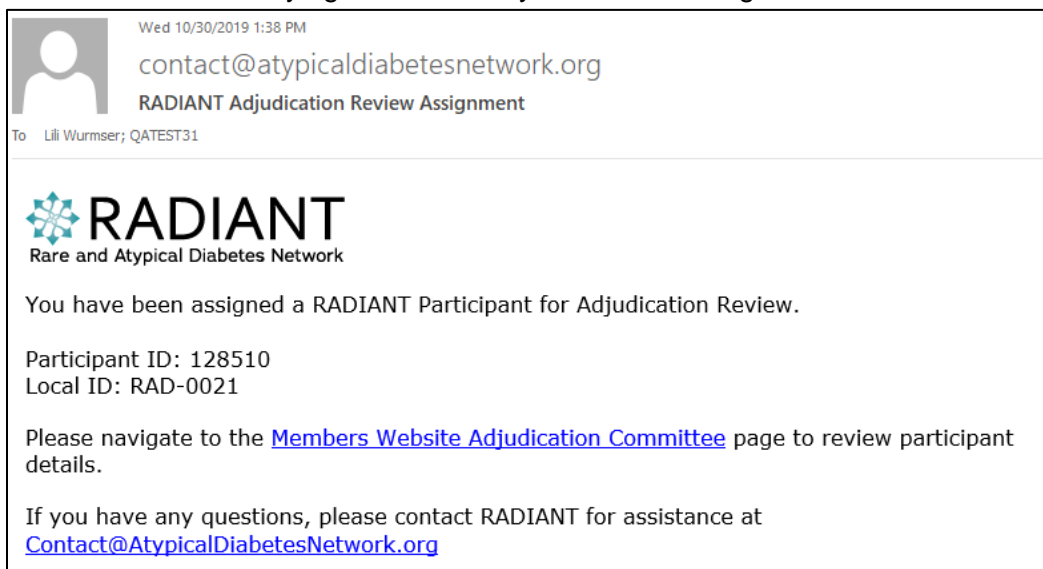 Wed 10/30/2019 1:38 PM
contact@atypicaldiabetesnetwork.org
RADIANT Adjudication Review Assignment
To Lili Wurmser; QATEST31
RADIANT
Rare and Atypical Diabetes Network
You have been assigned a RADIANT Participant for Adjudication Review.
Participant ID: 128510
Local ID: RAD-0021
Please navigate to the Members Website Adjudication Committee page to review participant
details.
If you have any questions, please contact RADIANT for assistance at
Contact@AtypicalDiabetesNetwork.org